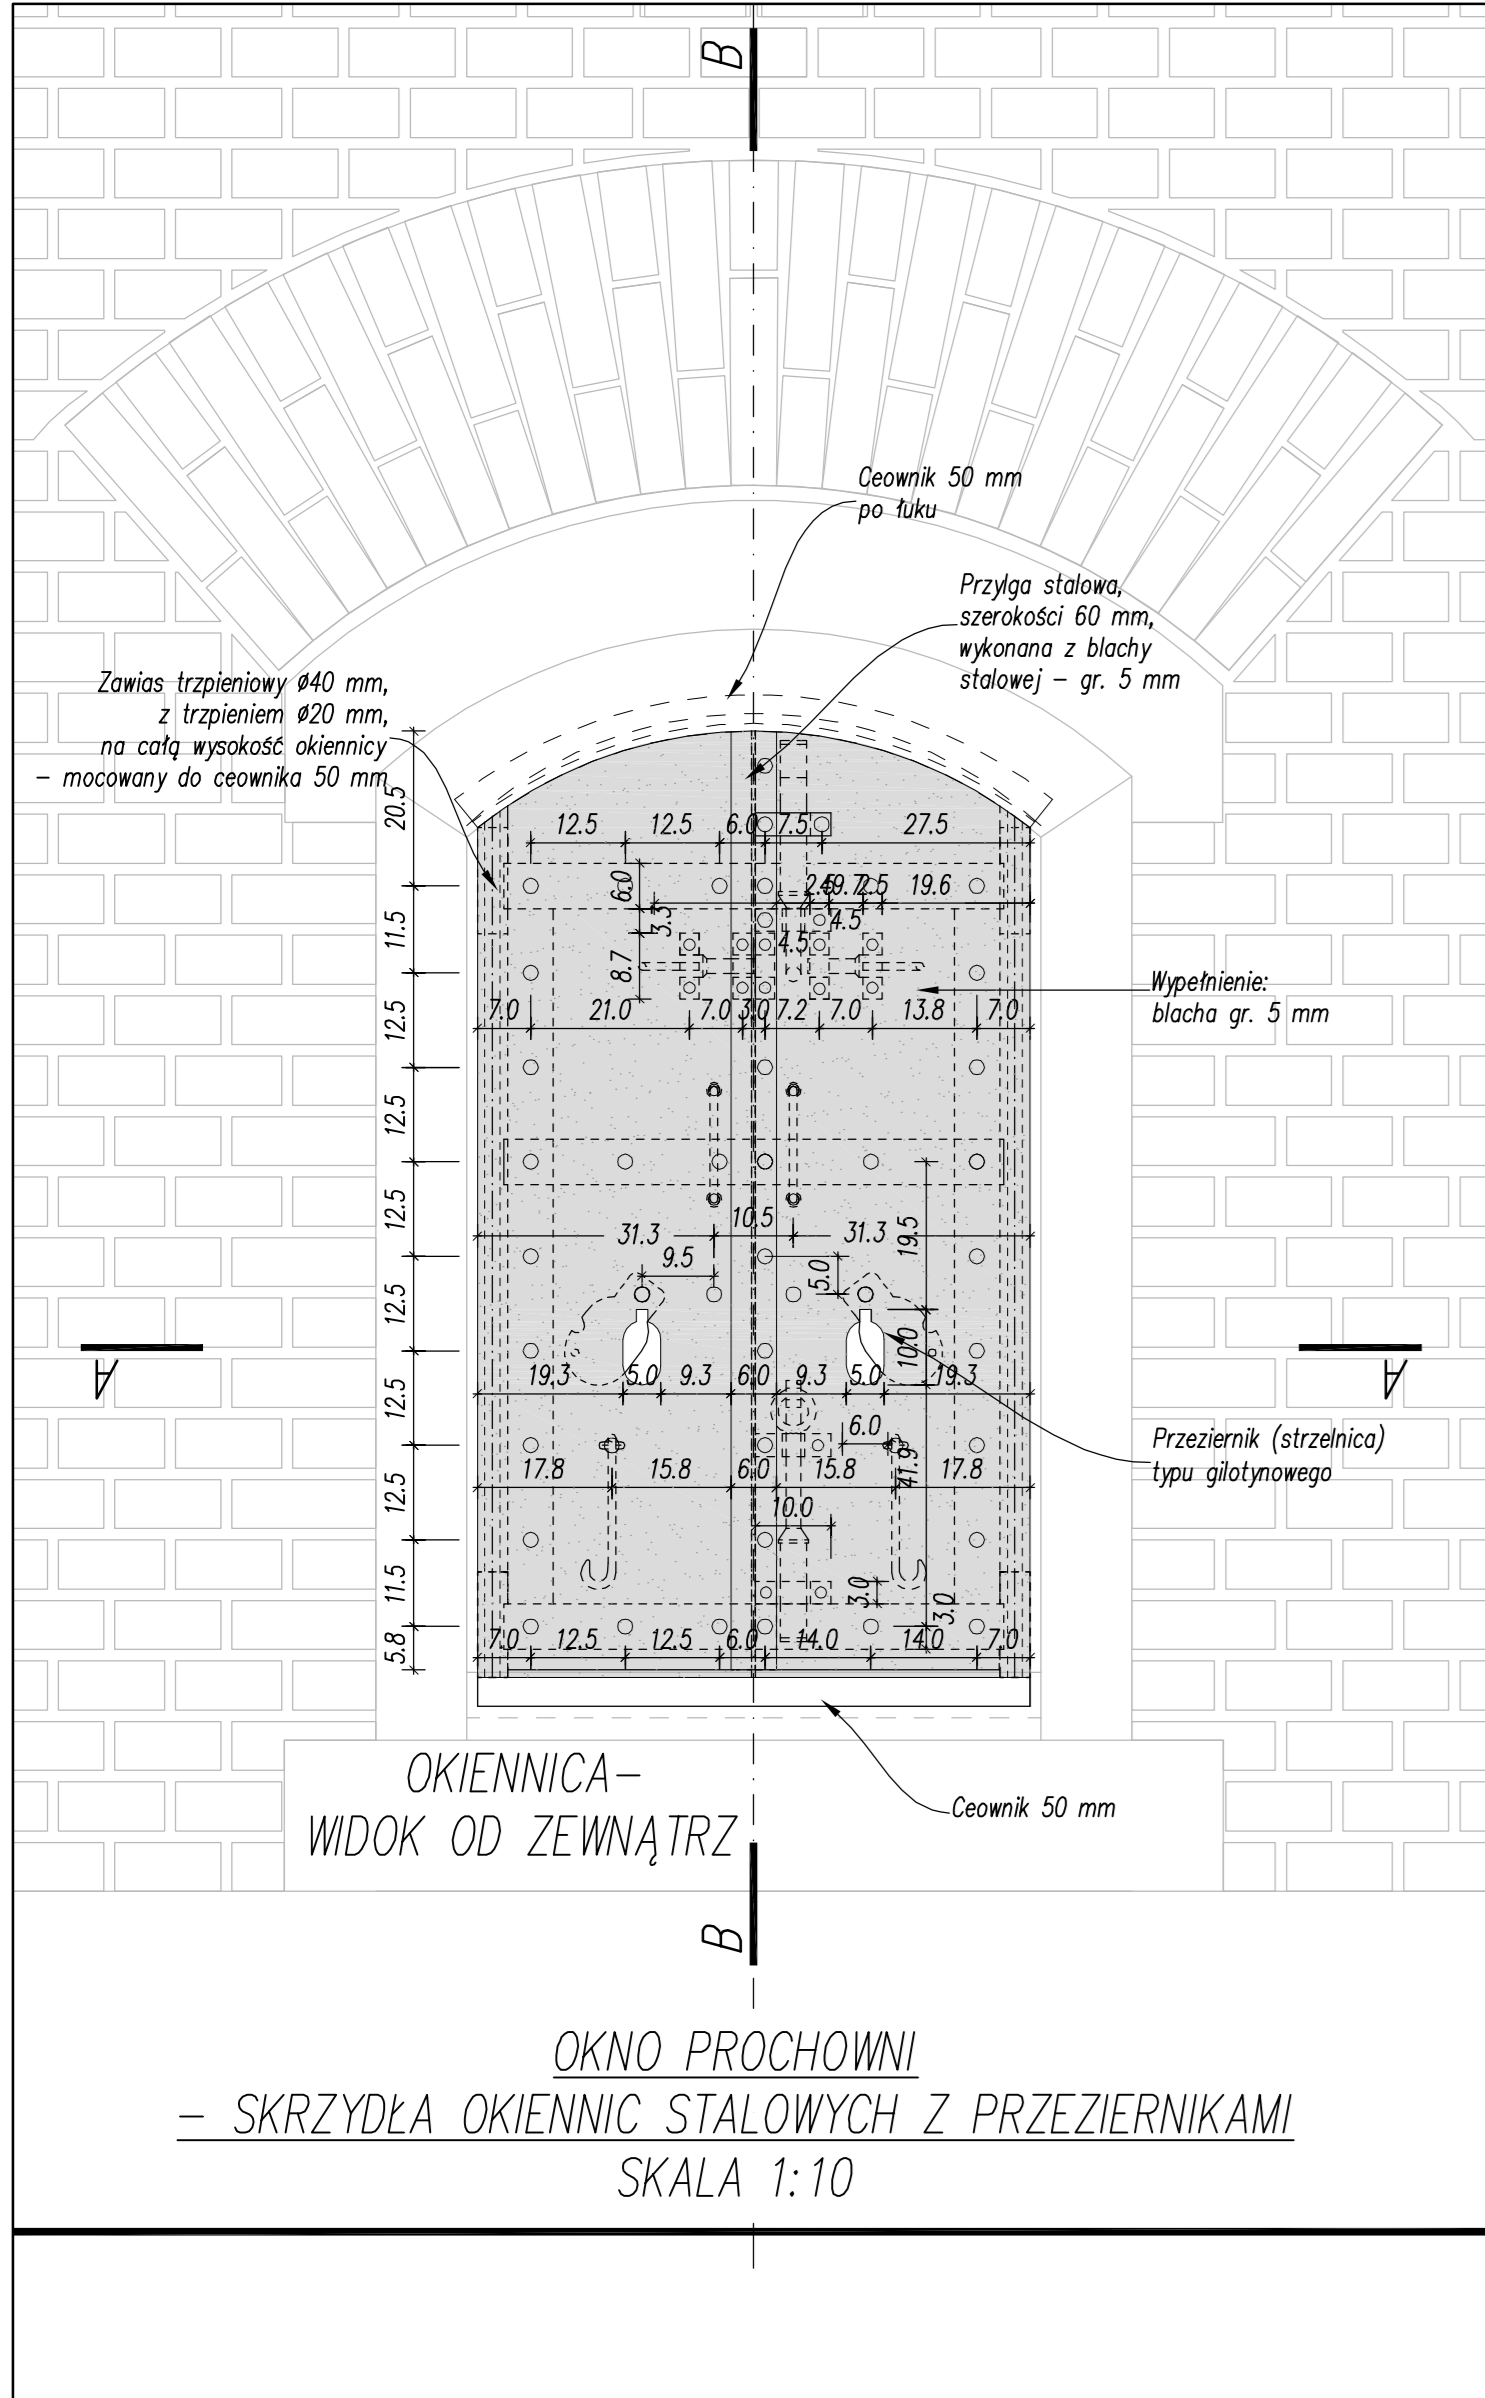 B
Ceownik 50 mm
po łuku
Przylga stalowa,
szerokości 60 mm,
wykonana z blachy
stalowej – gr. 5 mm
Zawias trzpieniowy Ø40 mm,
z trzpieniem Ø20 mm,
na całą wysokość okiennicy
– mocowany do ceownika 50 mm
20.5
12.5 12.5 6.0 7.5 27.5
6.0
2.5 2.5 19.6
11.5
3.3
4.5
4.5
8.7
Wypełnienie:
blacha gr. 5 mm
7.0 21.0 7.0 3.0 7.2 7.0 13.8 7.0
12.5
12.5
12.5
31.3 10.5 31.3
19.5
9.5
5.0
12.5
10.0
A
A
19.3 5.0 9.3 6.0 9.3 5.0 19.3
12.5
6.0
Przeziernik (strzelnica)
typu gilotynowego
41.9
17.8 15.8 6.0 15.8 17.8
12.5
10.0
11.5
3.0
3.0
5.8
7.0 12.5 12.5 6.0 14.0 14.0 7.0
OKIENNICA–
WIDOK OD ZEWNĄTRZ
Ceownik 50 mm
B
OKNO PROCHOWNI
– SKRZYDŁA OKIENNIC STALOWYCH Z PRZEZIERNIKAMI
SKALA 1:10